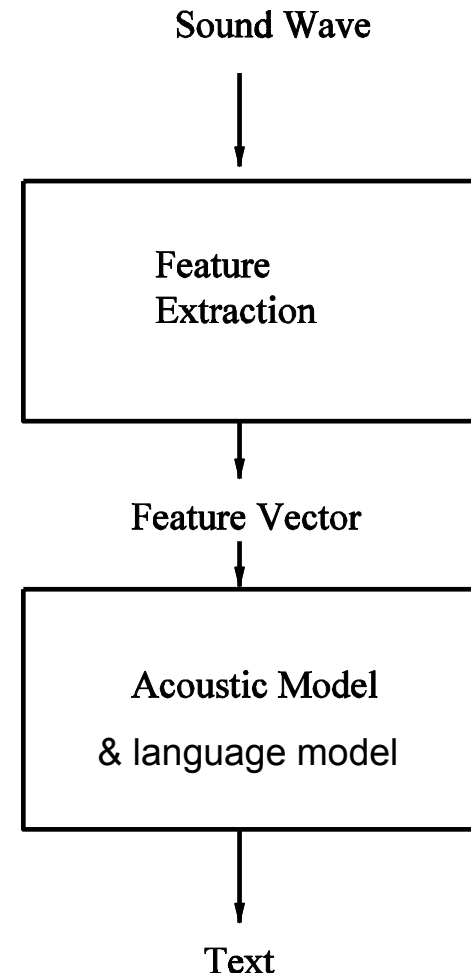 Sound Wave
Feature
Extraction
Feature Vector
Acoustic Model
& language model
Text